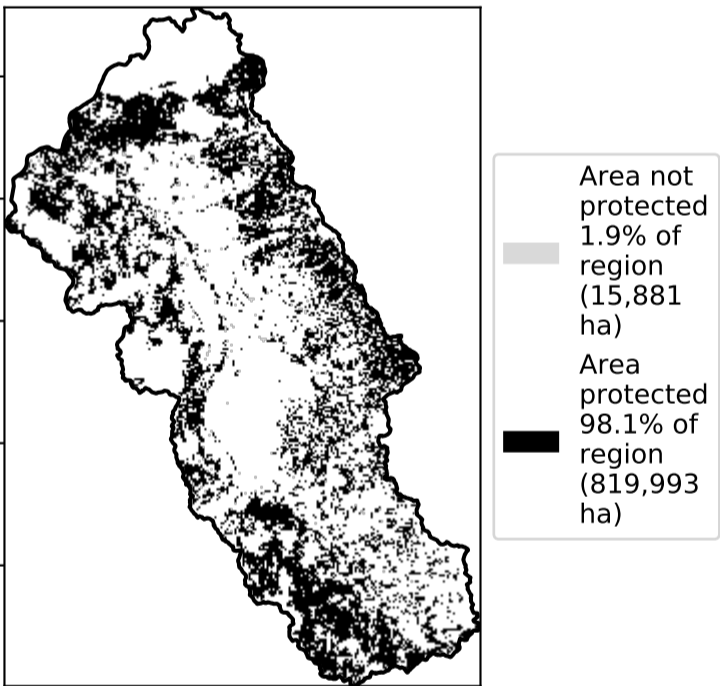 Area not
protected
1.9% of
region
(15,881
ha)
Area
protected
98.1% of
region
(819,993
ha)